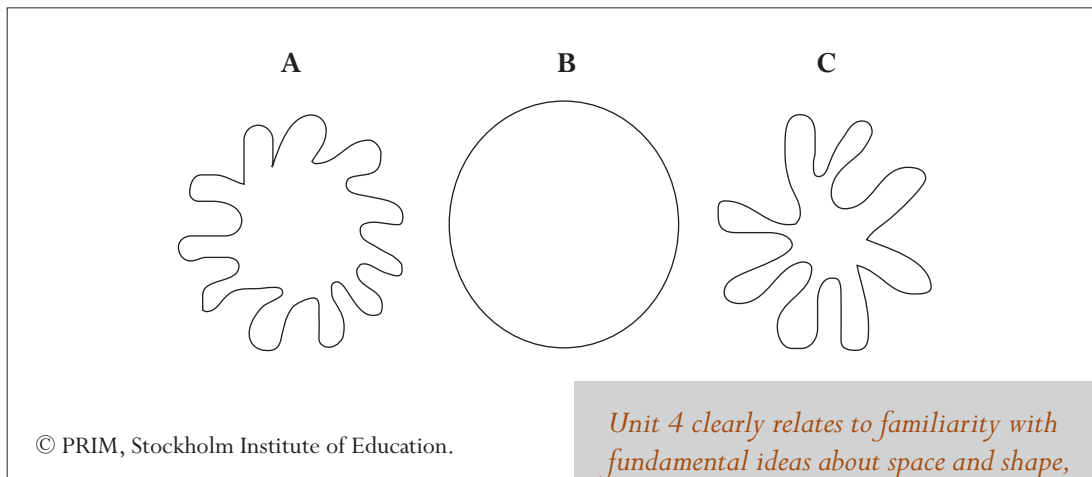 A B C
© PRIM, Stockholm Institute of Education.
Unit 4 clearly relates to familiarity with
fundamental ideas about space and shape,